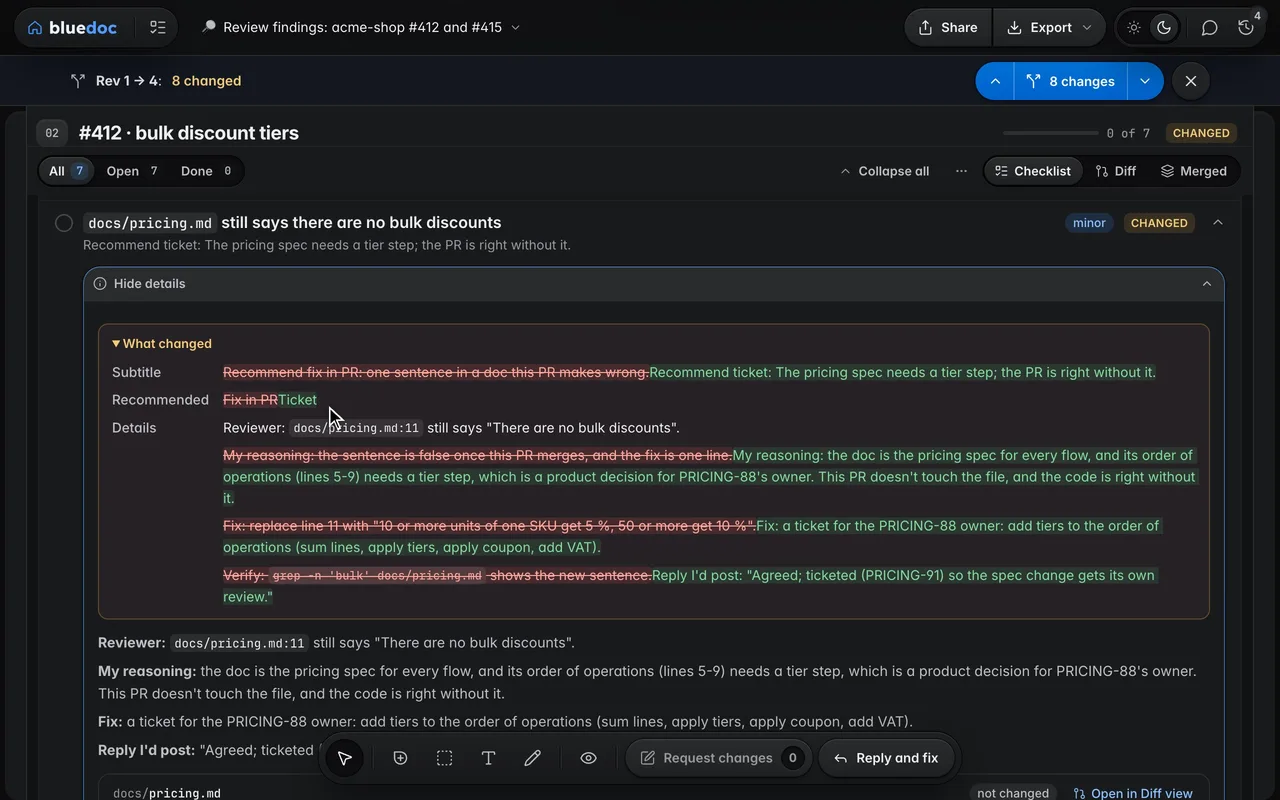 bluedoc
Review findings: acme-shop #412 and #415
Share
Export
4
Rev 1 → 4: 8 changed
8 changes
02
#412 · bulk discount tiers
0 of 7
CHANGED
All 7
Open 7
Done 0
Collapse all
Checklist
Diff
Merged
docs/pricing.md still says there are no bulk discounts
minor
CHANGED
Recommend ticket: The pricing spec needs a tier step; the PR is right without it.
Hide details
What changed
Subtitle
Recommend fix in PR: one sentence in a doc this PR makes wrong.Recommend ticket: The pricing spec needs a tier step; the PR is right without it.
Recommended
Fix in PRTicket
Details
Reviewer: docs/pricing.md:11 still says "There are no bulk discounts".
My reasoning: the sentence is false once this PR merges, and the fix is one line.My reasoning: the doc is the pricing spec for every flow, and its order of
operations (lines 5-9) needs a tier step, which is a product decision for PRICING-88's owner. This PR doesn't touch the file, and the code is right without
it.
Fix: replace line 11 with "10 or more units of one SKU get 5 %, 50 or more get 10 %".Fix: a ticket for the PRICING-88 owner: add tiers to the order of
operations (sum lines, apply tiers, apply coupon, add VAT).
Verify: grep -n 'bulk' docs/pricing.md shows the new sentence.Reply I'd post: "Agreed; ticketed (PRICING-91) so the spec change gets its own
review."
Reviewer: docs/pricing.md:11 still says "There are no bulk discounts".
My reasoning: the doc is the pricing spec for every flow, and its order of operations (lines 5-9) needs a tier step, which is a product decision for PRICING-88's owner.
This PR doesn't touch the file, and the code is right without it.
Fix: a ticket for the PRICING-88 owner: add tiers to the order of operations (sum lines, apply tiers, apply coupon, add VAT).
Reply I'd post: "Agreed; ticketed
Request changes 0
Reply and fix
docs/pricing.md
not changed
Open in Diff view